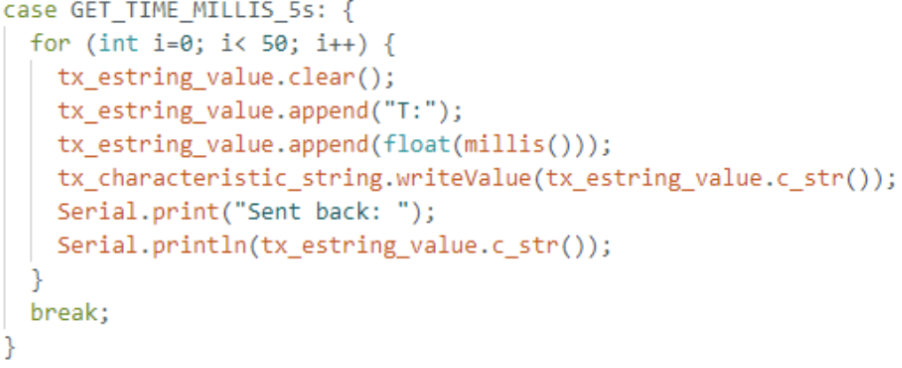 case GET_TIME_MILLIS_5s: {
for (int i=0; i< 50; i++) {
tx_estring_value.clear();
tx_estring_value.append("T:");
tx_estring_value.append(float(millis()));
tx_characteristic_string.writeValue(tx_estring_value.c_str());
Serial.print("Sent back: ");
Serial.println(tx_estring_value.c_str());
}
break;
}